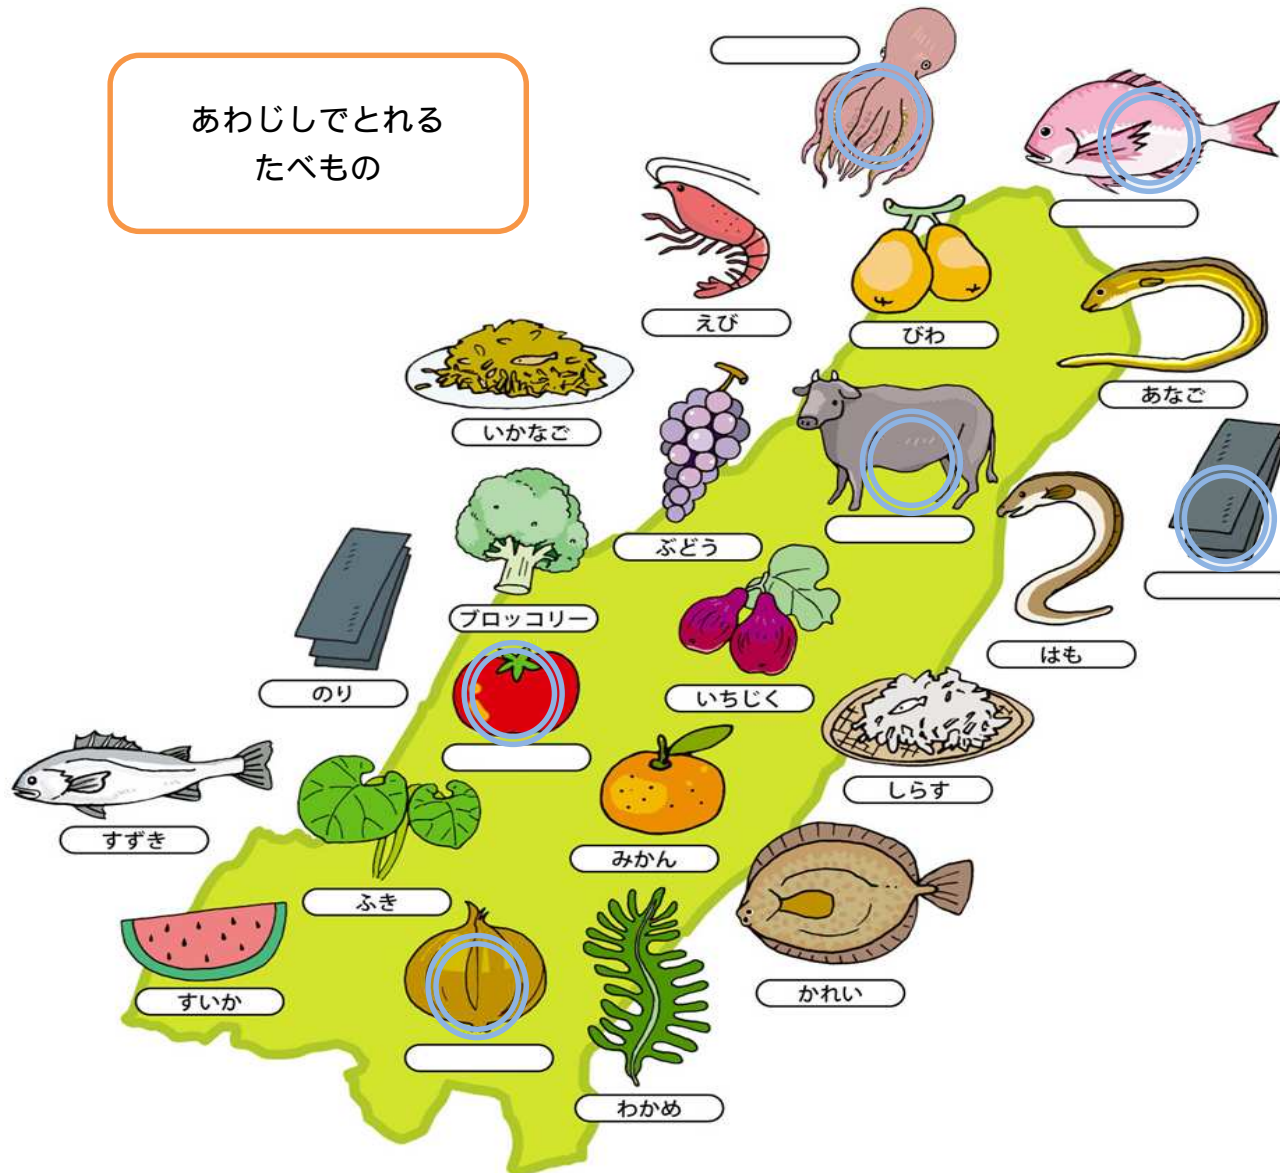 あわじしでとれる
たべもの
えび
びわ
あなご
いかなご
ぶどう
ブロッコリー
はも
のり
いちじく
しらす
すずき
みかん
ふき
すいか
かれい
わかめ